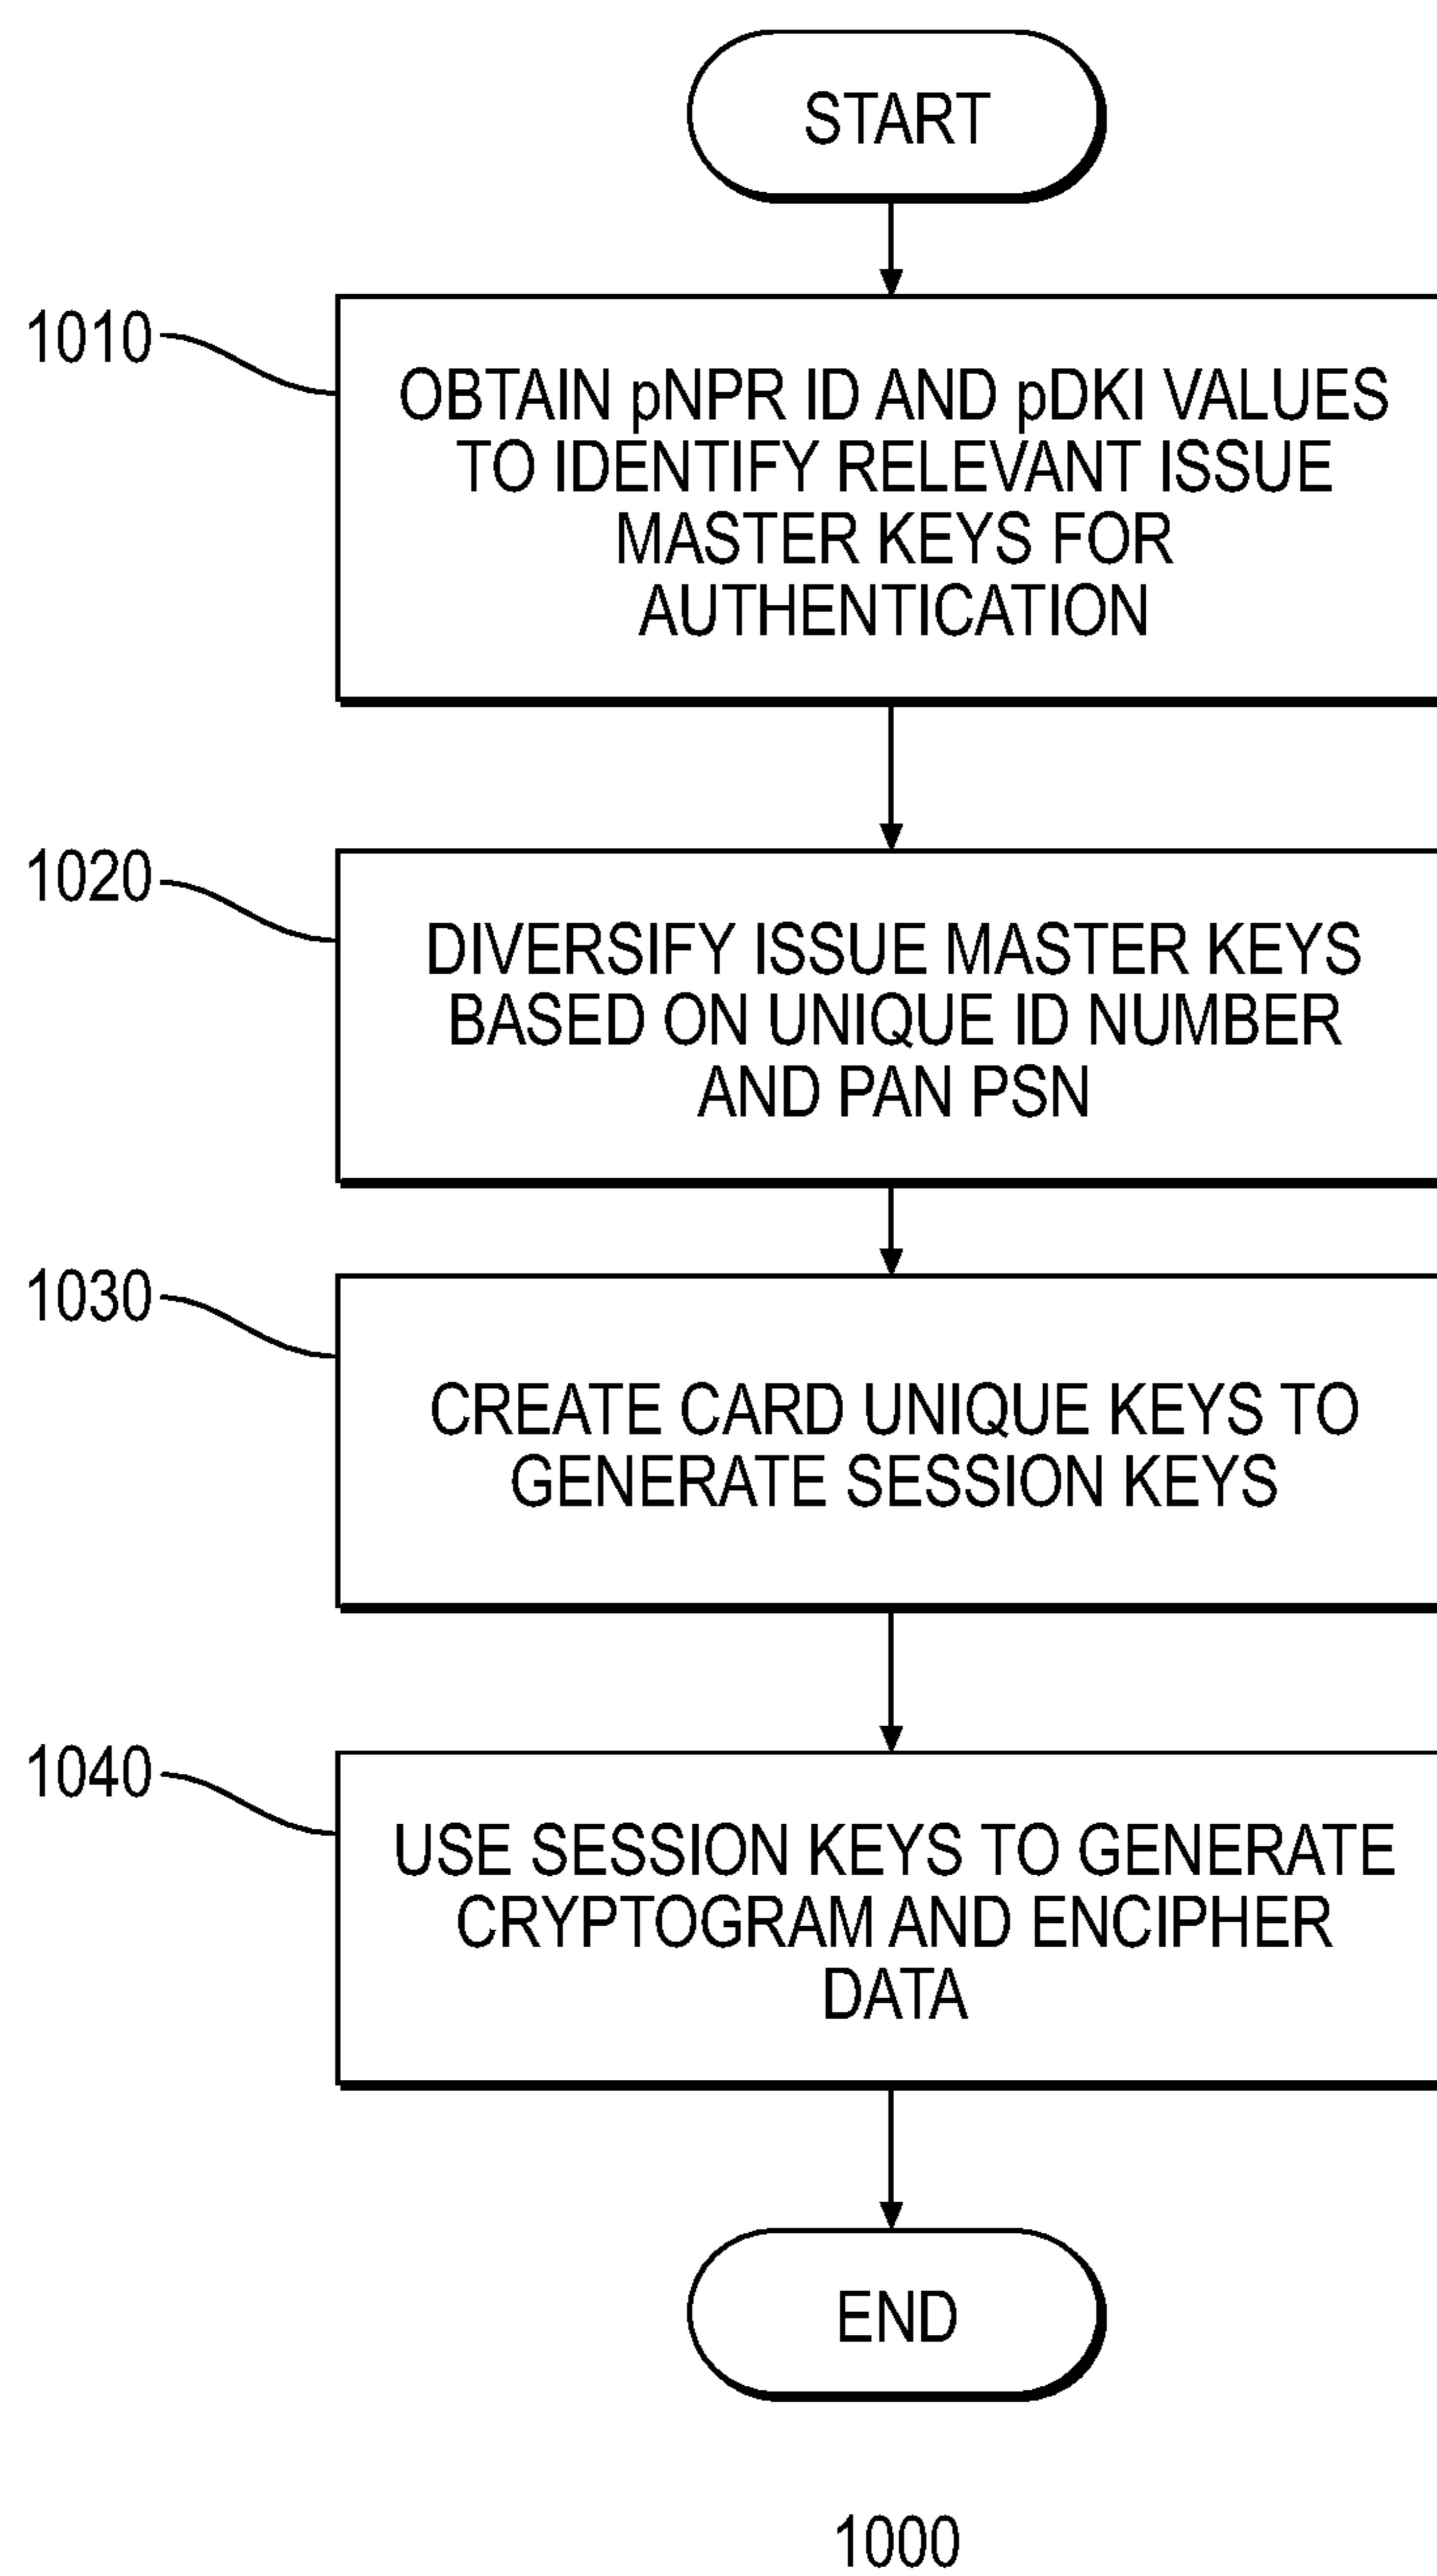 START
1010
OBTAIN pNPR ID AND pDKI VALUES
TO IDENTIFY RELEVANT ISSUE
MASTER KEYS FOR
AUTHENTICATION
1020
DIVERSIFY ISSUE MASTER KEYS
BASED ON UNIQUE ID NUMBER
AND PAN PSN
1030
CREATE CARD UNIQUE KEYS TO
GENERATE SESSION KEYS
1040
USE SESSION KEYS TO GENERATE
CRYPTOGRAM AND ENCIPHER
DATA
END
1000